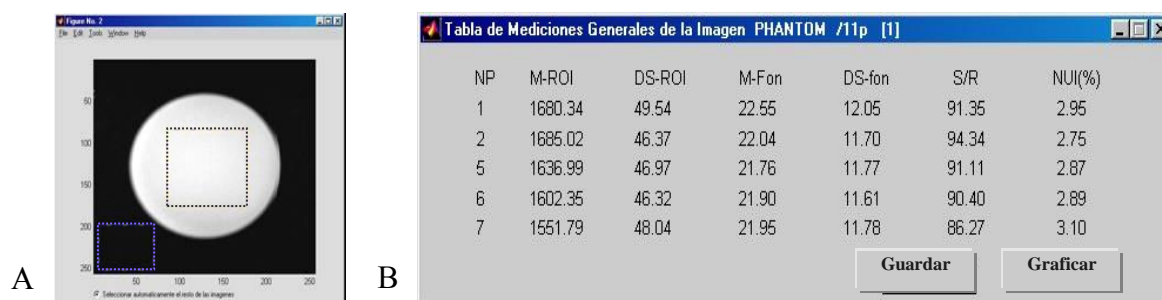 Figure No. 2
File Edit Tools Window Help
50
100
150
200
250
50 100 150 200 250
Seleccionar automaticamente el resto de las imagenes
A
B
Tabla de Mediciones Generales de la Imagen PHANTOM /11p [1]
NP M-ROI DS-ROI M-Fon DS-fon S/R NUI(%)
1 1680.34 49.54 22.55 12.05 91.35 2.95
2 1685.02 46.37 22.04 11.70 94.34 2.75
5 1636.99 46.97 21.76 11.77 91.11 2.87
6 1602.35 46.32 21.90 11.61 90.40 2.89
7 1551.79 48.04 21.95 11.78 86.27 3.10
Guardar Graficar